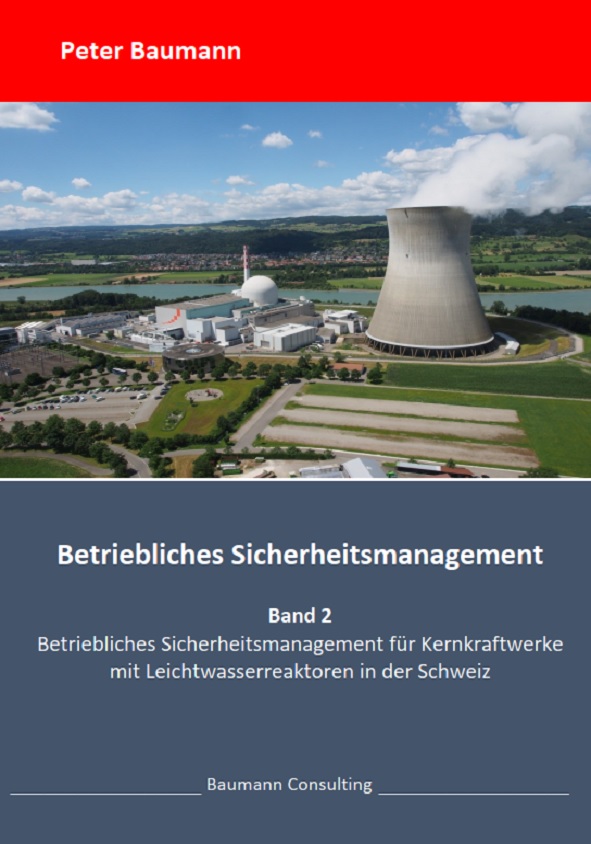 Peter Baumann
Betriebliches Sicherheitsmanagement
Band 2
Betriebliches Sicherheitsmanagement für Kernkraftwerke
mit Leichtwasserreaktoren in der Schweiz
Baumann Consulting